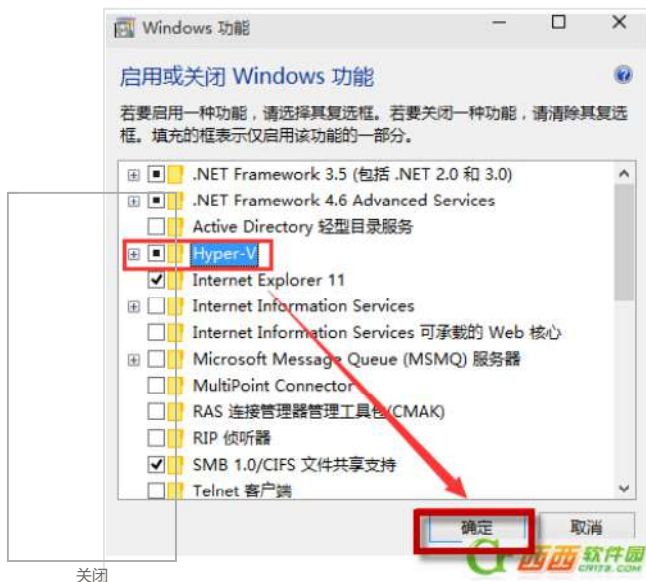 Windows 功能
启用或关闭 Windows 功能
若要启用一种功能，请选择其复选框。若要关闭一种功能，请清除其复选
框。填充的框表示仅启用该功能的一部分。
.NET Framework 3.5 (包括 .NET 2.0 和 3.0)
.NET Framework 4.6 Advanced Services
Active Directory 轻型目录服务
Hyper-V
Internet Explorer 11
Internet Information Services
Internet Information Services 可承载的 Web 核心
Microsoft Message Queue (MSMQ) 服务器
MultiPoint Connector
RAS 连接管理器管理工具包(CMAK)
RIP 侦听器
SMB 1.0/CIFS 文件共享支持
Telnet 客户端
确定
取消
西西软件园
CR173.COM
关闭